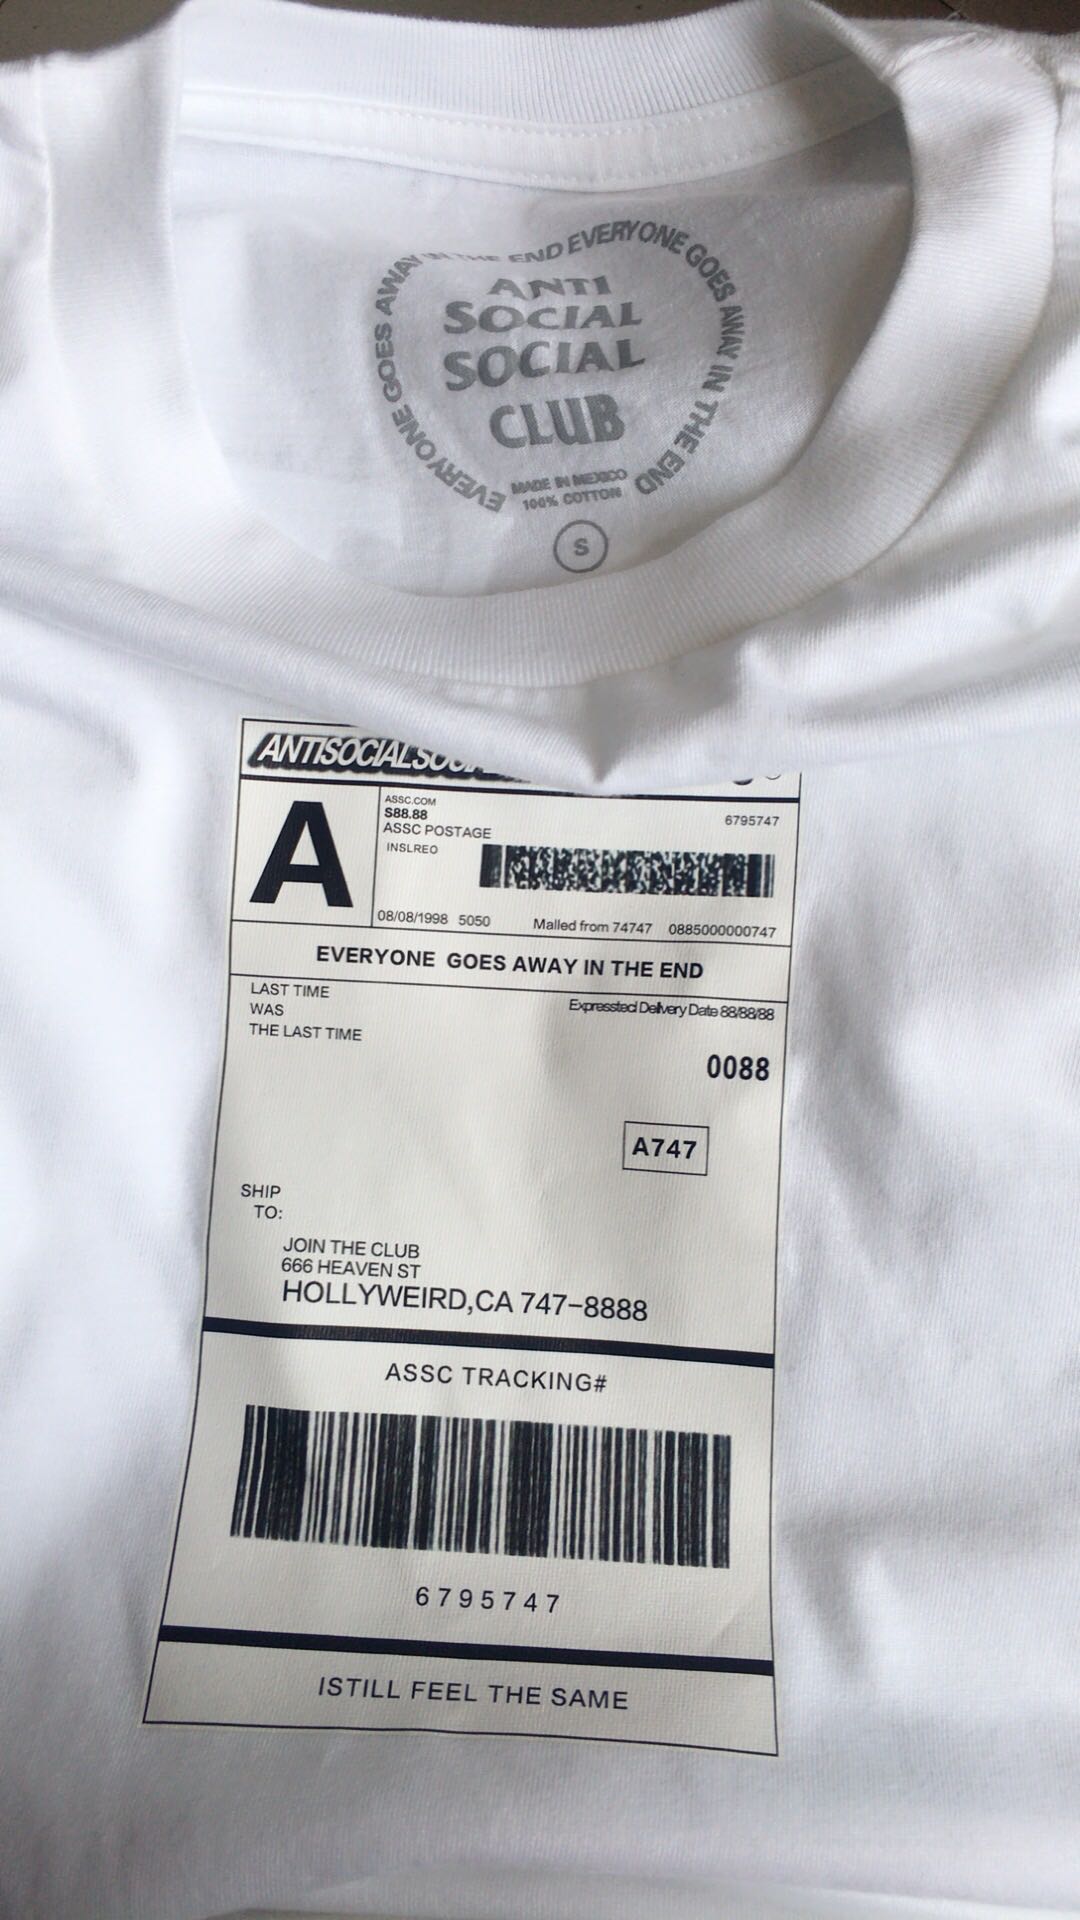 EVERYONE GOES AWAY IN THE END EVERYONE GOES AWAY IN THE END
ANTI
SOCIAL
SOCIAL
CLUB
MADE IN MEXICO
100% COTTON
S
ANTISOCIALSOCI
A
ASSC.COM
S88.88
ASSC POSTAGE
INSLREO
6795747
08/08/1998 5050 Malled from 74747 0885000000747
EVERYONE GOES AWAY IN THE END
LAST TIME
WAS
THE LAST TIME
Expressted Delivery Date 88/88/88
0088
A747
SHIP
TO:
JOIN THE CLUB
666 HEAVEN ST
HOLLYWEIRD,CA 747-8888
ASSC TRACKING#
6795747
ISTILL FEEL THE SAME